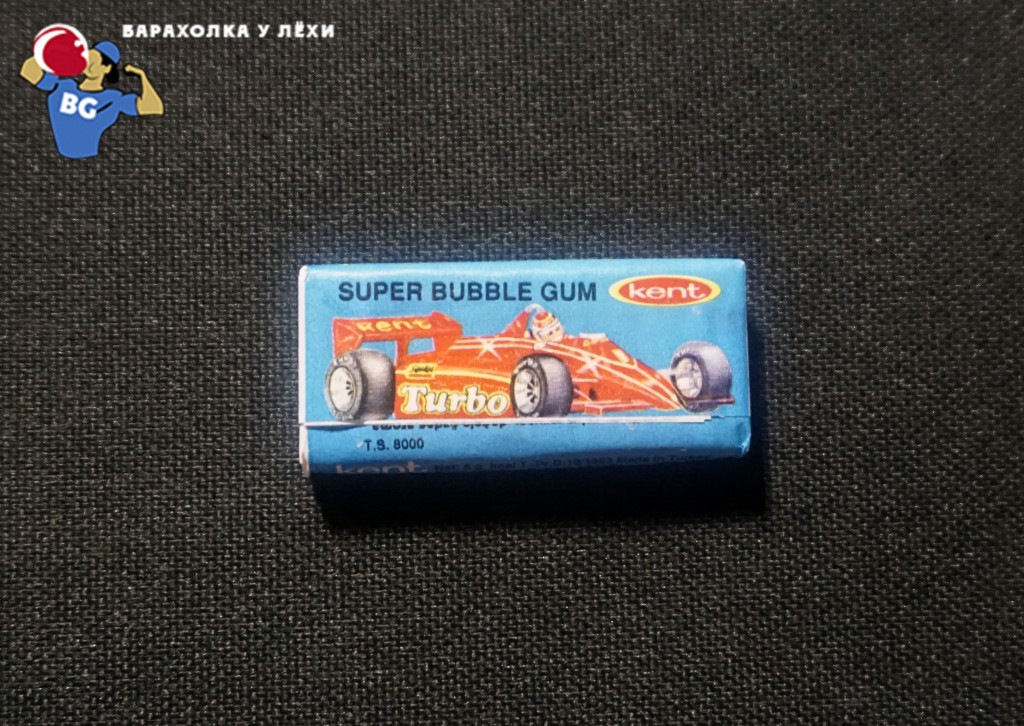 БАРАХОЛКА У ЛЁХИ
BG
SUPER BUBBLE GUM kent
kent
Turbo
T.S. 8000
kent